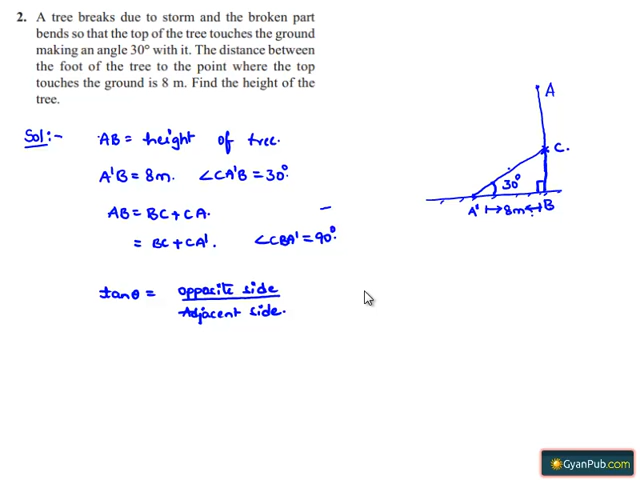 2. A tree breaks due to storm and the broken part
bends so that the top of the tree touches the ground
making an angle 30° with it. The distance between
the foot of the tree to the point where the top
touches the ground is 8 m. Find the height of the
tree.
Sol:-
AB = height of tree.
A'B = 8m. ∠CA'B = 30°.
AB = BC + CA.
= BC + CA'. ∠CBA' = 90°.
tanθ = opposite side
Adjacent side.
A
C.
30°
A' 8m B
GyanPub.com